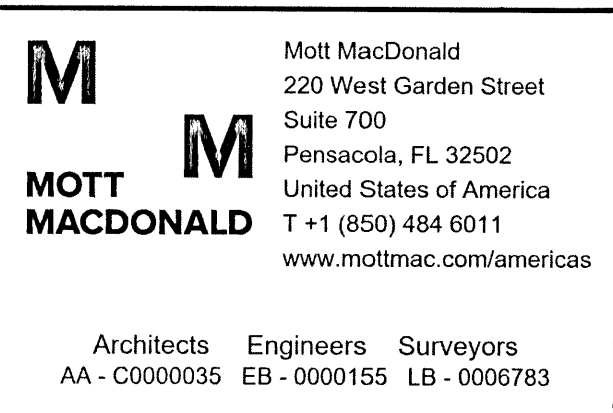 M
M
MOTT
MACDONALD
Mott MacDonald
220 West Garden Street
Suite 700
Pensacola, FL 32502
United States of America
T +1 (850) 484 6011
www.mottmac.com/americas
Architects Engineers Surveyors
AA - C0000035 EB - 0000155 LB - 0006783